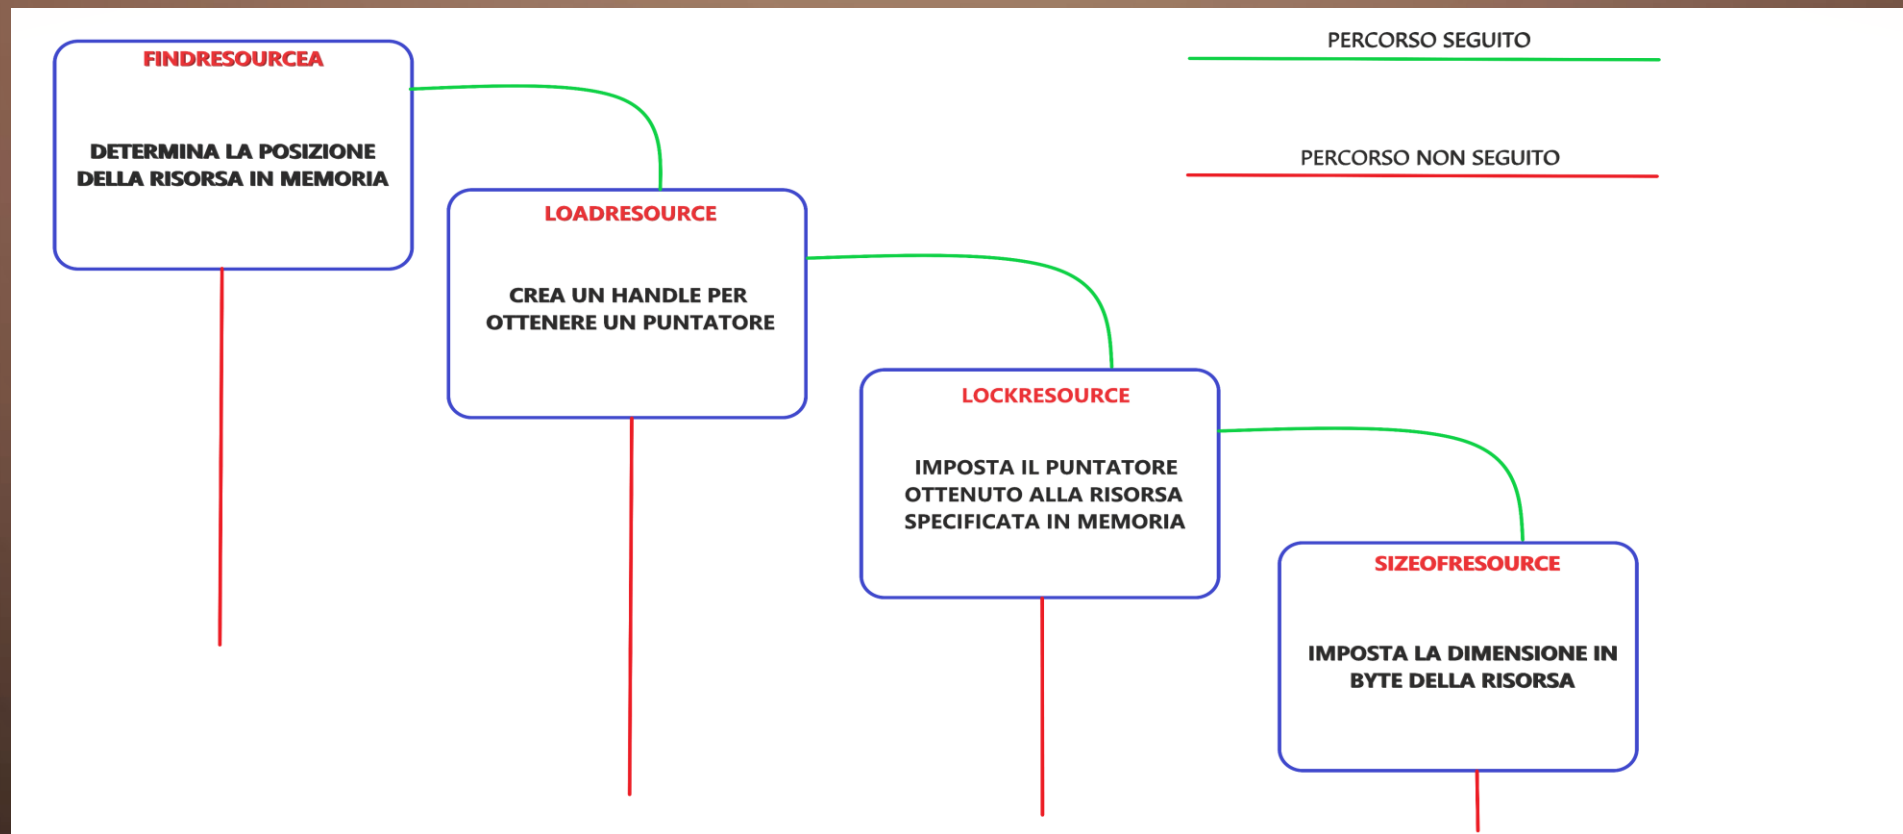 FINDRESOURCEA
DETERMINA LA POSIZIONE
DELLA RISORSA IN MEMORIA
PERCORSO SEGUITO
PERCORSO NON SEGUITO
LOADRESOURCE
CREA UN HANDLE PER
OTTENERE UN PUNTATORE
LOCKRESOURCE
IMPOSTA IL PUNTATORE
OTTENUTO ALLA RISORSA
SPECIFICATA IN MEMORIA
SIZEOFRESOURCE
IMPOSTA LA DIMENSIONE IN
BYTE DELLA RISORSA